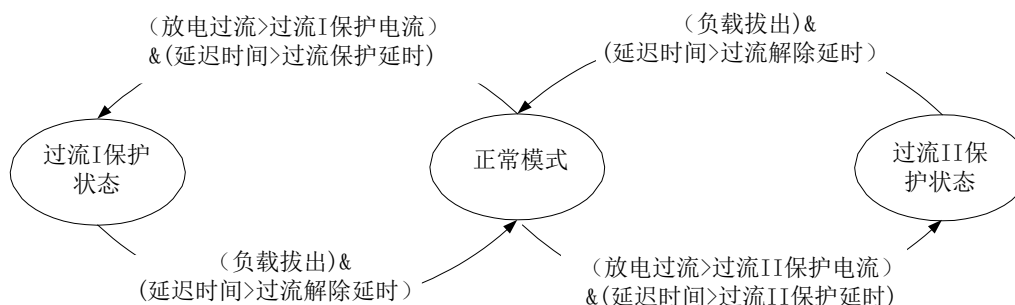 （放电过流>过流I保护电流）
&(延迟时间>过流保护延时)
（负载拔出)&
(延迟时间>过流解除延时）
过流I保护
状态
正常模式
过流II保
护状态
（负载拔出)&
(延迟时间>过流解除延时）
（放电过流>过流II保护电流）
&(延迟时间>过流II保护延时)